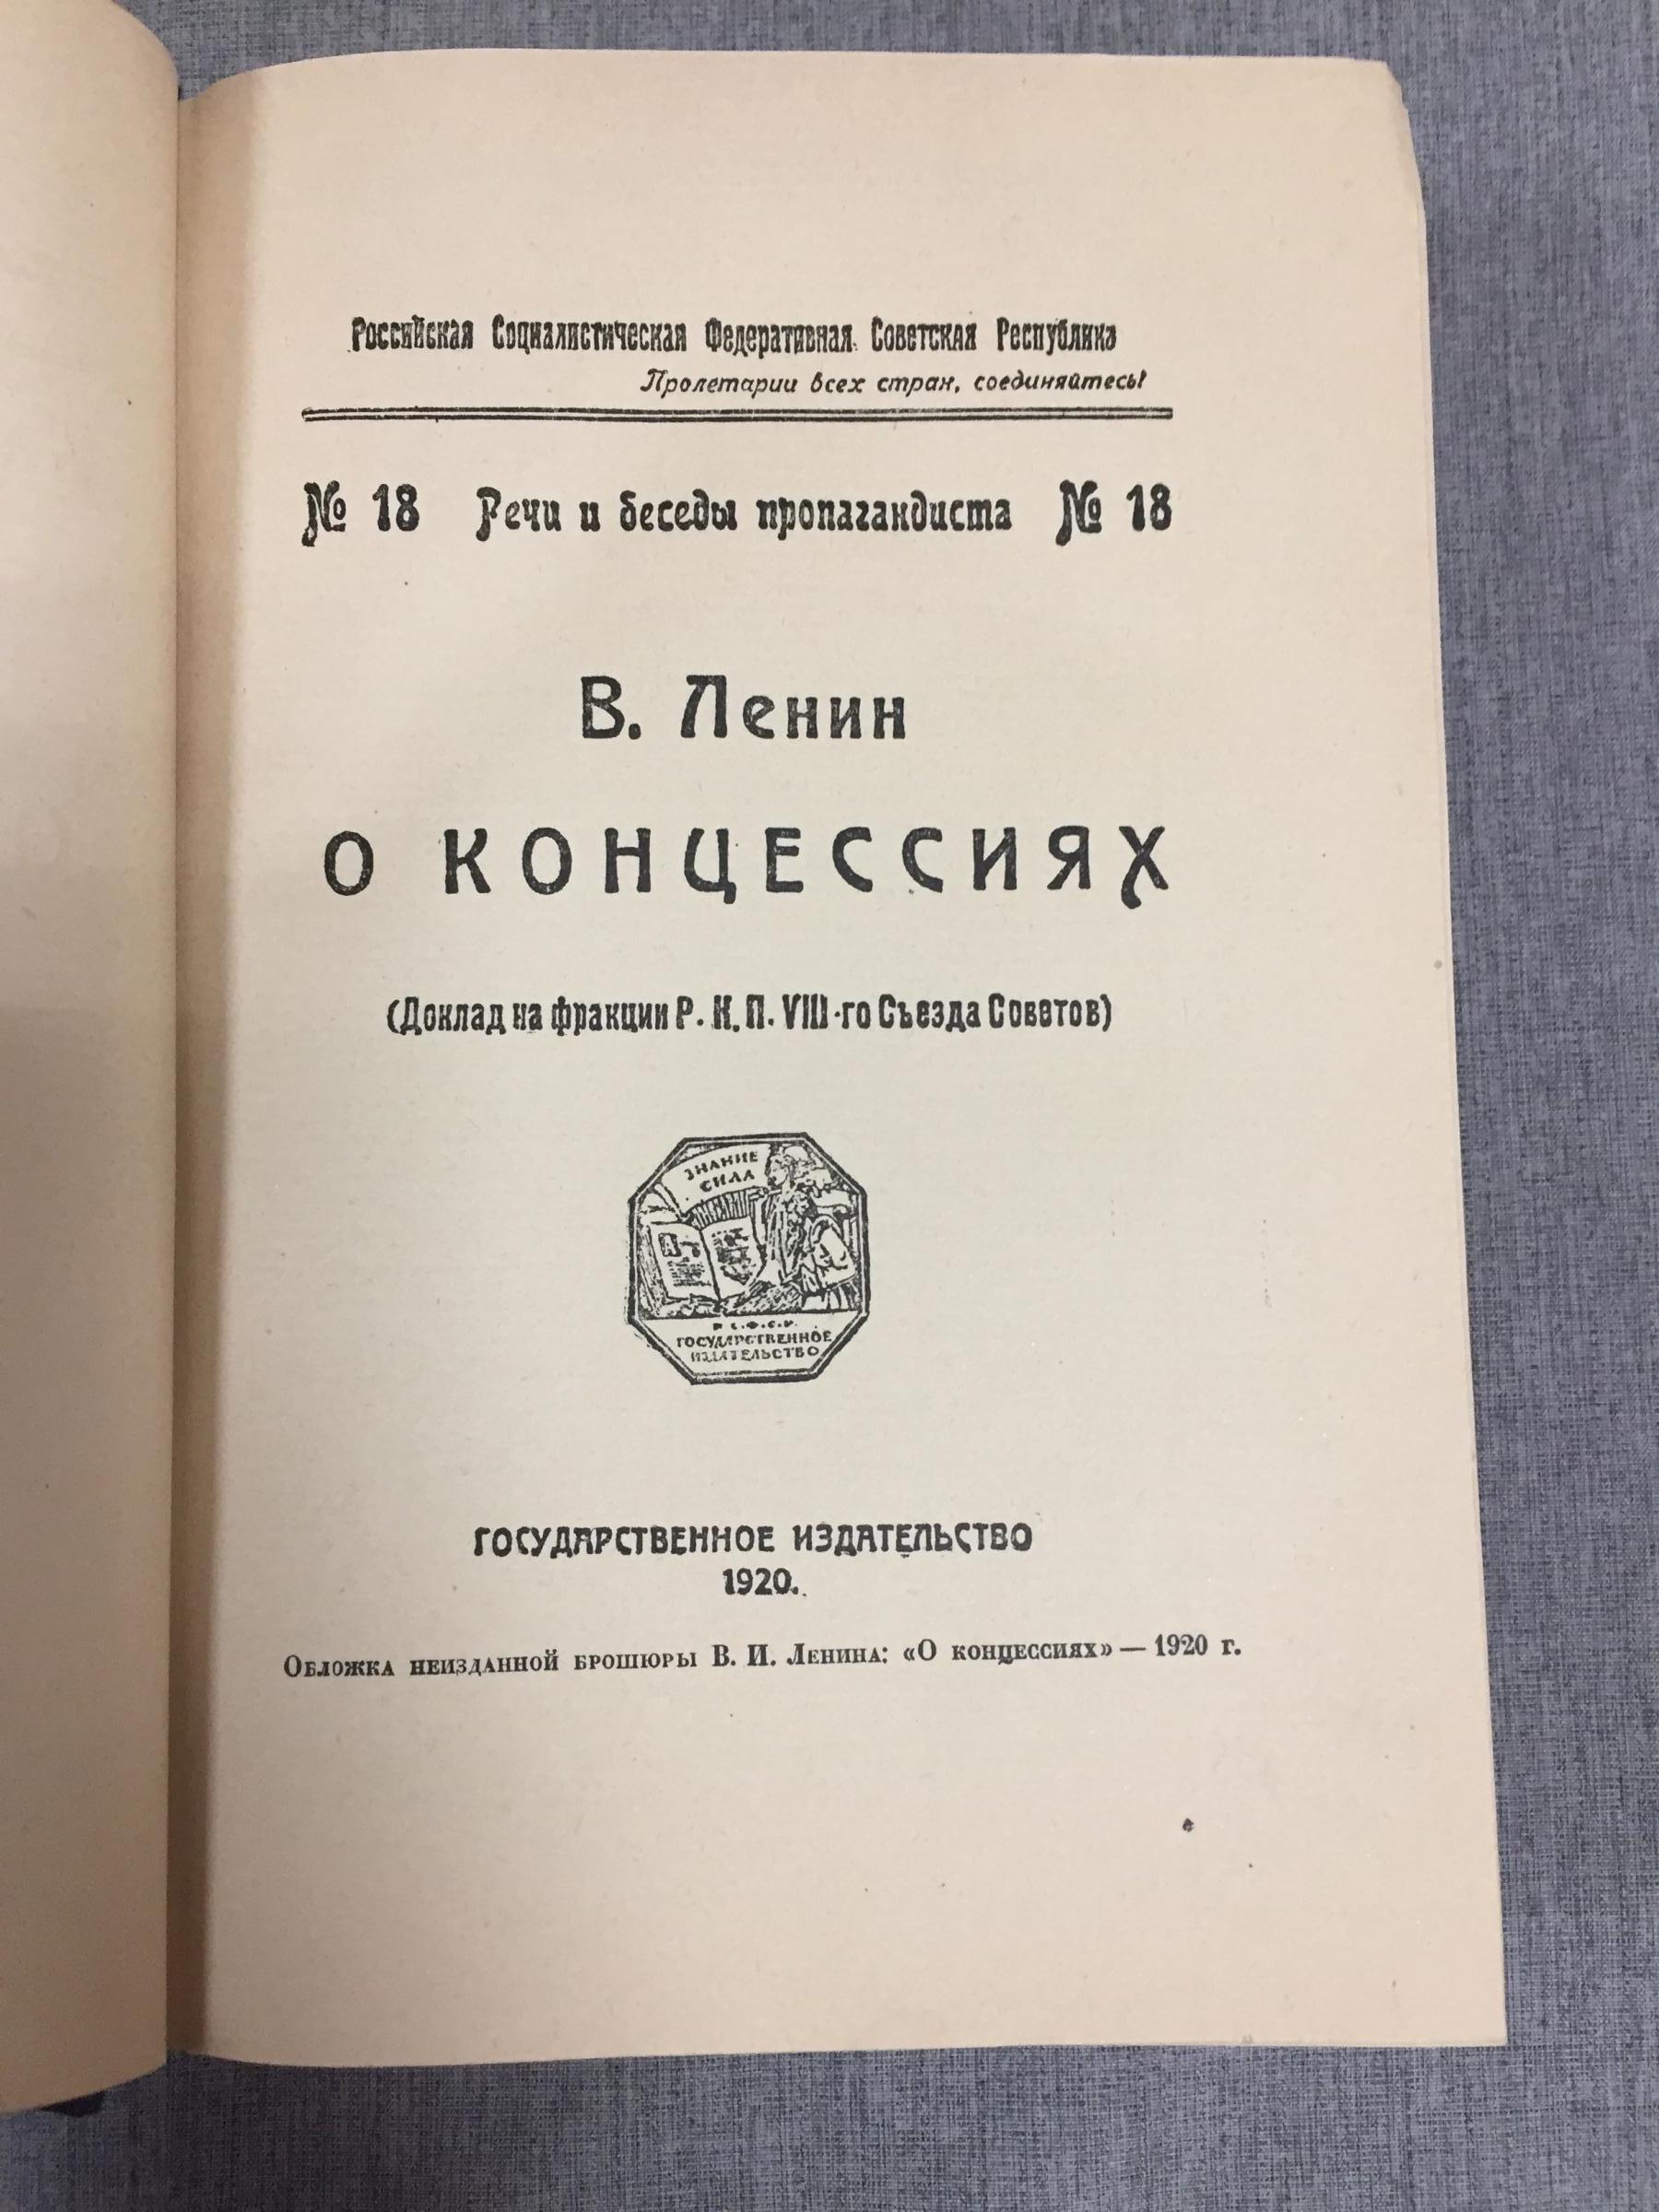 Российская Социалистическая Федеративная Советская Республика
Пролетарии всех стран, соединяйтесь!
№ 18 Речи и беседы пропагандиста № 18
В. Ленин
О КОНЦЕССИЯХ
(Доклад на фракции Р. К. П. VIII-го Съезда Советов)
ЗНАНИЕ
СИЛА
Р.С.Ф.С.Р.
ГОСУДАРСТВЕННОЕ
ИЗДАТЕЛЬСТВО
ГОСУДАРСТВЕННОЕ ИЗДАТЕЛЬСТВО
1920.
Обложка неизданной брошюры В. И. Ленина: «О концессиях» — 1920 г.